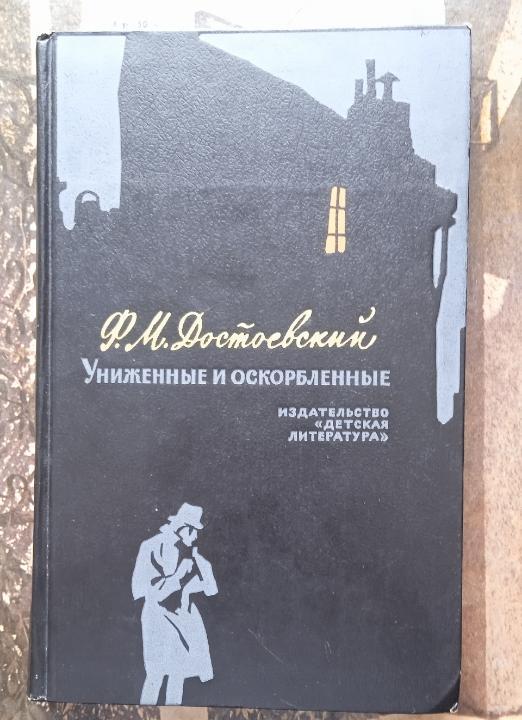 Ф. М. Достоевский
Униженные и оскорбленные
ИЗДАТЕЛЬСТВО
«ДЕТСКАЯ
ЛИТЕРАТУРА»